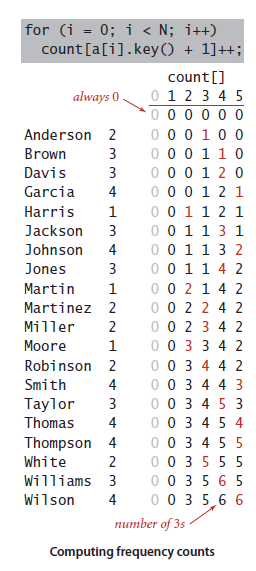 for (i = 0; i < N; i++)
count[a[i].key() + 1]++;
count[]
always 0
0 1 2 3 4 5
0 0 0 0 0 0
Anderson 2 0 0 0 1 0 0
Brown 3 0 0 0 1 1 0
Davis 3 0 0 0 1 2 0
Garcia 4 0 0 0 1 2 1
Harris 1 0 0 1 1 2 1
Jackson 3 0 0 1 1 3 1
Johnson 4 0 0 1 1 3 2
Jones 3 0 0 1 1 4 2
Martin 1 0 0 2 1 4 2
Martinez 2 0 0 2 2 4 2
Miller 2 0 0 2 3 4 2
Moore 1 0 0 3 3 4 2
Robinson 2 0 0 3 4 4 2
Smith 4 0 0 3 4 4 3
Taylor 3 0 0 3 4 5 3
Thomas 4 0 0 3 4 5 4
Thompson 4 0 0 3 4 5 5
White 2 0 0 3 5 5 5
Williams 3 0 0 3 5 6 5
Wilson 4 0 0 3 5 6 6
number of 3s
Computing frequency counts